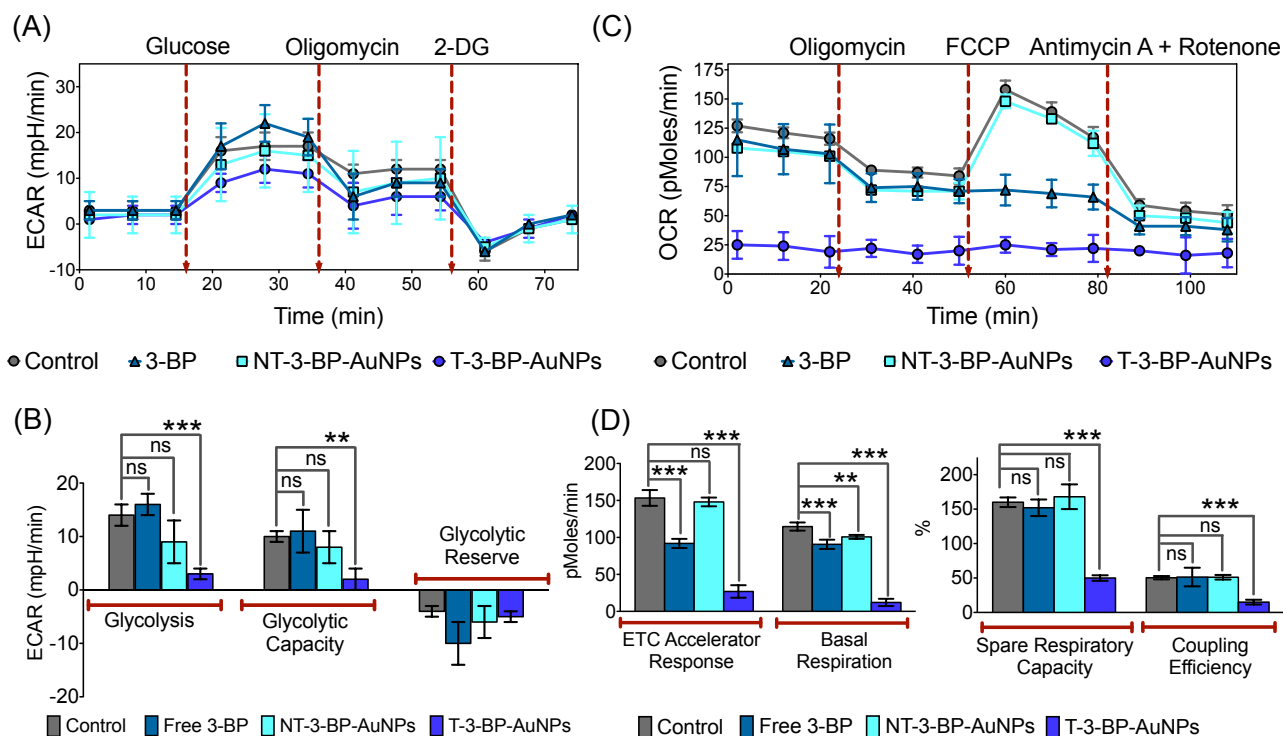 (A)
Glucose Oligomycin 2-DG
ECAR (mpH/min)
30
20
10
0
-10
0 10 20 30 40 50 60 70
Time (min)
Control 3-BP NT-3-BP-AuNPs T-3-BP-AuNPs
(C)
Oligomycin FCCP Antimycin A + Rotenone
OCR (pMoles/min)
175
150
125
100
75
50
25
0
0 20 40 60 80 100
Time (min)
Control 3-BP NT-3-BP-AuNPs T-3-BP-AuNPs
(B)
ECAR (mpH/min)
20
10
0
-10
-20
***
ns
ns
**
ns
ns
Glycolytic
Reserve
Glycolysis
Glycolytic
Capacity
Control Free 3-BP NT-3-BP-AuNPs T-3-BP-AuNPs
(D)
pMoles/min
150
100
50
0
***
ns
***
***
**
***
ETC Accelerator
Response
Basal
Respiration
%
150
100
50
0
***
ns
ns
***
ns
ns
Spare Respiratory
Capacity
Coupling
Efficiency
Control Free 3-BP NT-3-BP-AuNPs T-3-BP-AuNPs